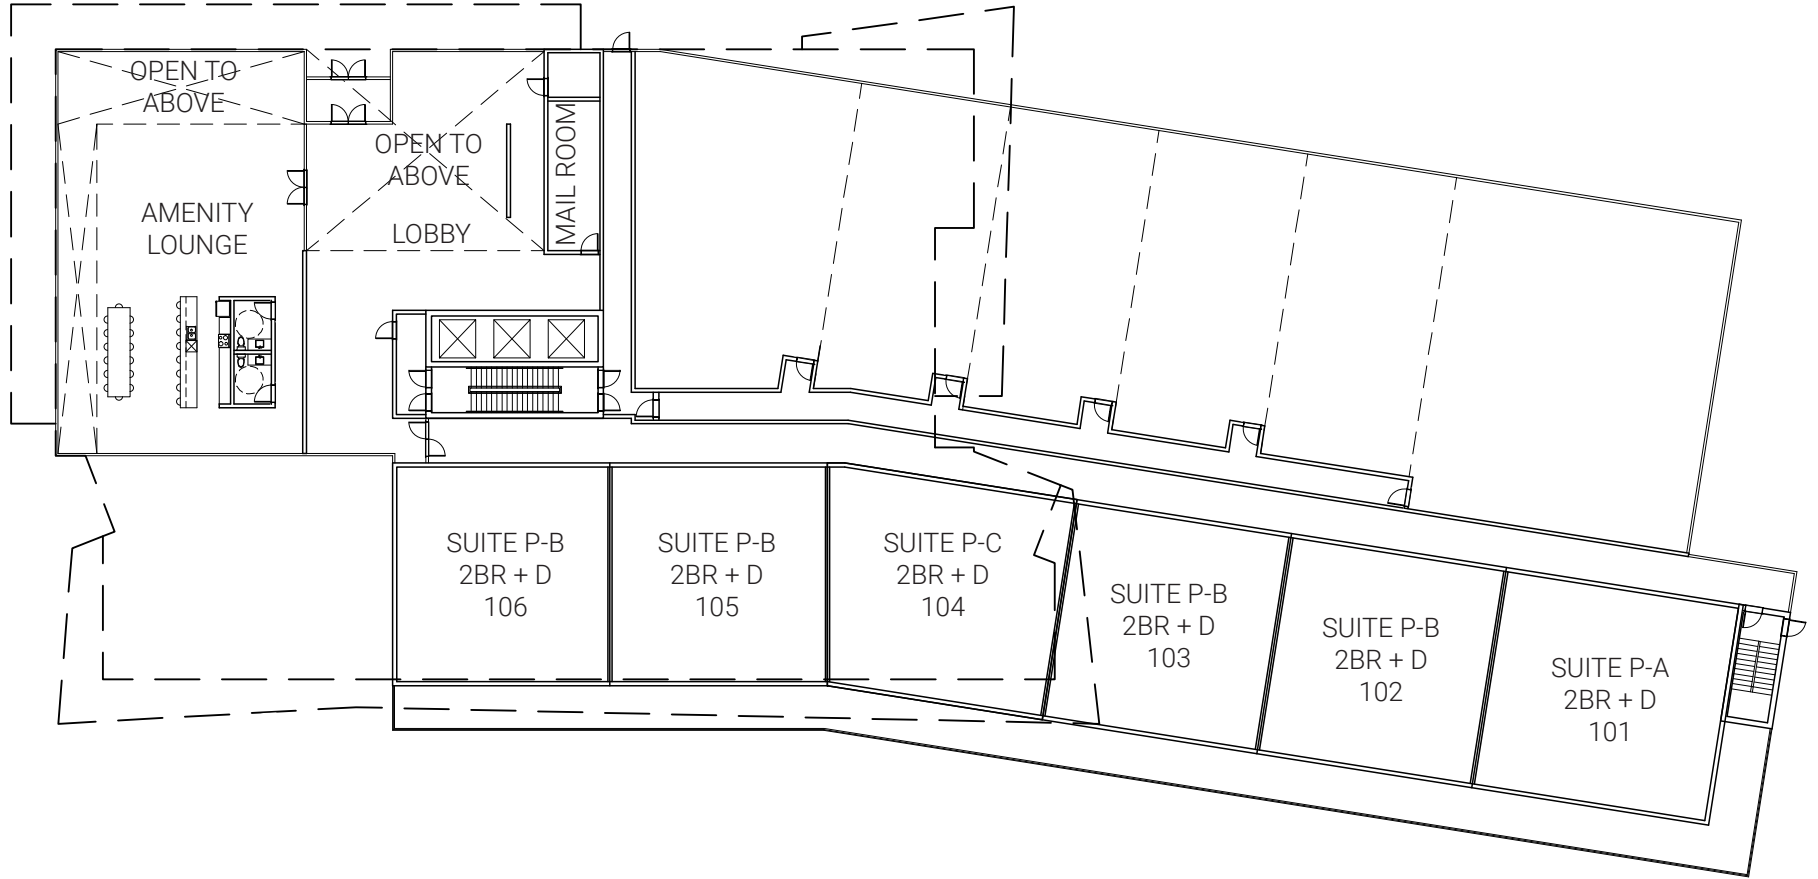 OPEN TO
ABOVE
OPEN TO
ABOVE
MAIL ROOM
AMENITY
LOUNGE
LOBBY
SUITE P-B
2BR + D
106
SUITE P-B
2BR + D
105
SUITE P-C
2BR + D
104
SUITE P-B
2BR + D
103
SUITE P-B
2BR + D
102
SUITE P-A
2BR + D
101